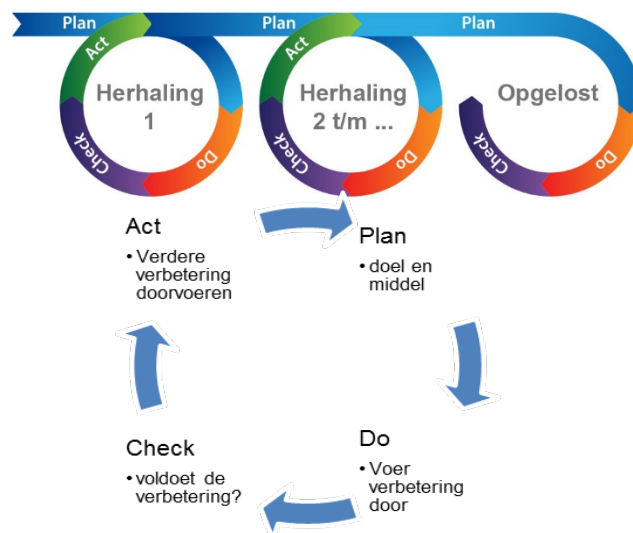 Plan
Plan
Plan
Act
Herhaling
1
Check
Do
Act
Herhaling
2 t/m ...
Check
Do
Opgelost
Check
Do
Act
• Verdere
verbetering
doorvoeren
Plan
• doel en
middel
Check
• voldoet de
verbetering?
Do
• Voer
verbetering
door